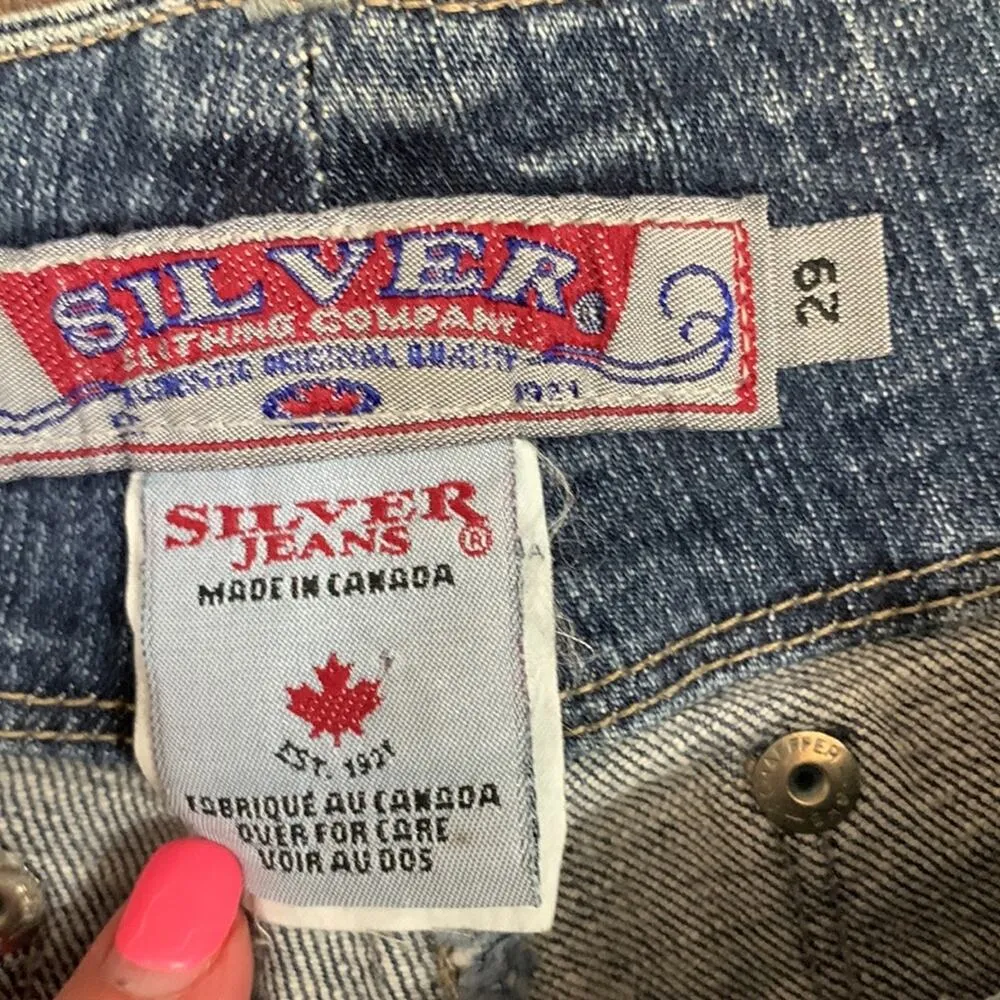 SILVER®
CLOTHING COMPANY
AUTHENTIC ORIGINAL QUALITY
1921
29
SILVER
JEANS ®
MADE IN CANADA
EST. 1921
FABRIQUÉ AU CANADA
OVER FOR CARE
VOIR AU DOS